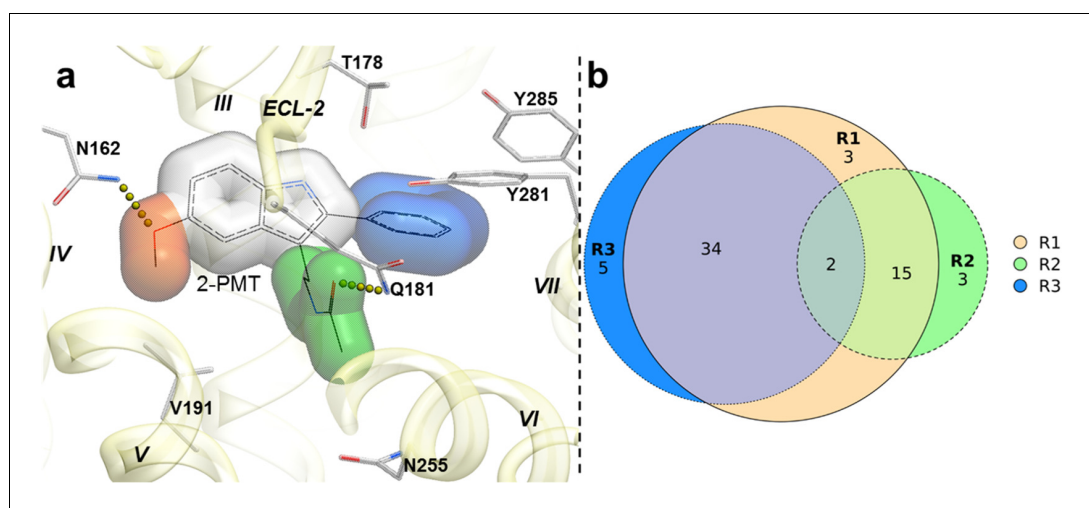 a
T178
III
ECL-2
Y285
N162
Y281
IV
2-PMT
Q181
VII
V191
V
VI
N255
b
R1
3
R3
5
34
2
15
R2
3
R1
R2
R3